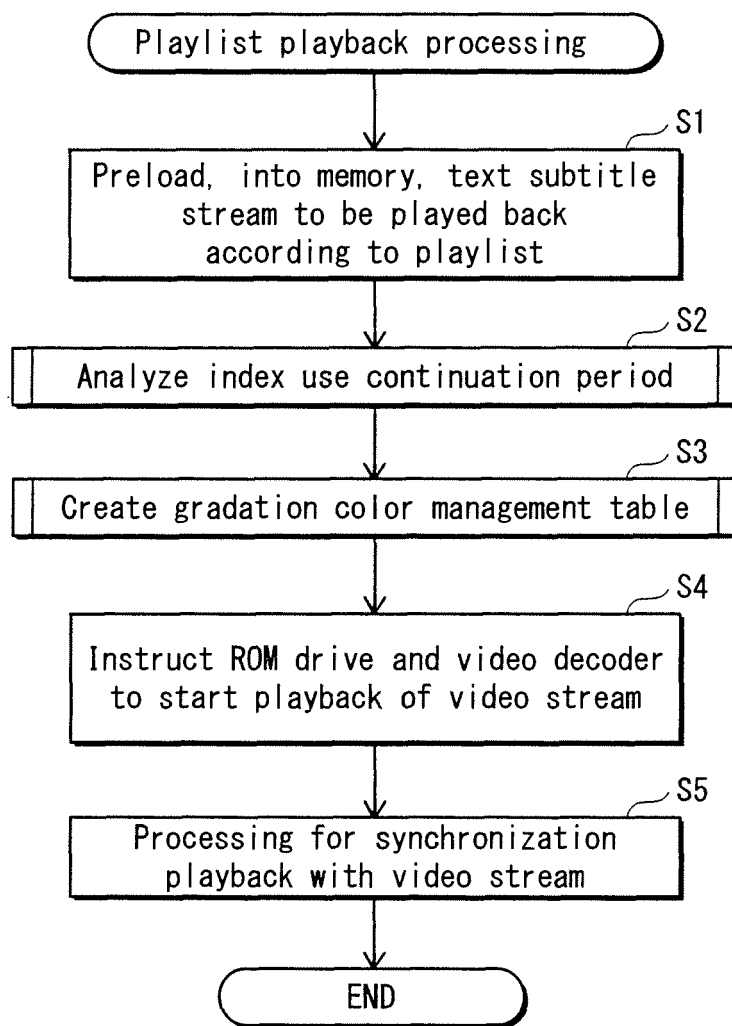 Playlist playback processing
S1
Preload, into memory, text subtitle
stream to be played back
according to playlist
S2
Analyze index use continuation period
S3
Create gradation color management table
S4
Instruct ROM drive and video decoder
to start playback of video stream
S5
Processing for synchronization
playback with video stream
END